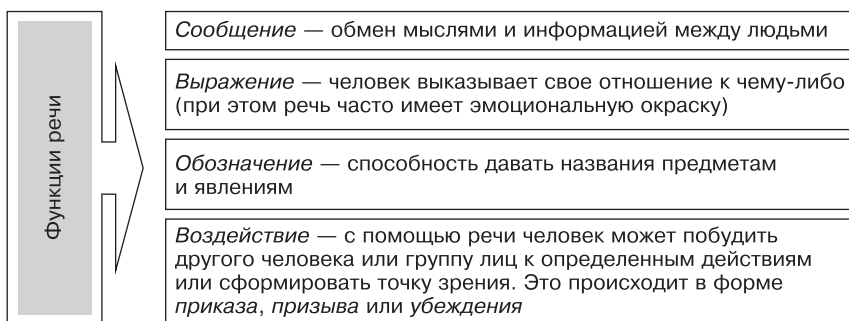 Функции речи
Сообщение — обмен мыслями и информацией между людьми
Выражение — человек выказывает свое отношение к чему-либо
(при этом речь часто имеет эмоциональную окраску)
Обозначение — способность давать названия предметам
и явлениям
Воздействие — с помощью речи человек может побудить
другого человека или группу лиц к определенным действиям
или сформировать точку зрения. Это происходит в форме
приказа, призыва или убеждения